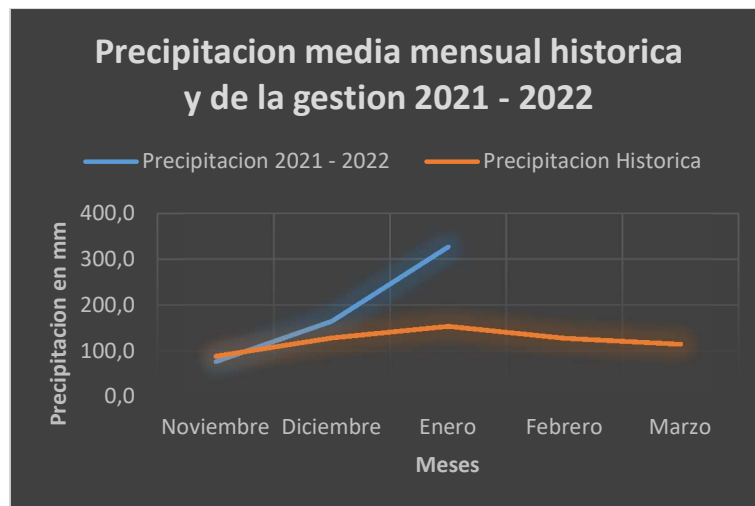 Precipitacion media mensual historica
y de la gestion 2021 - 2022
Precipitacion 2021 - 2022
Precipitacion Historica
Precipitacion en mm
400,0
300,0
200,0
100,0
0,0
Noviembre
Diciembre
Enero
Febrero
Marzo
Meses